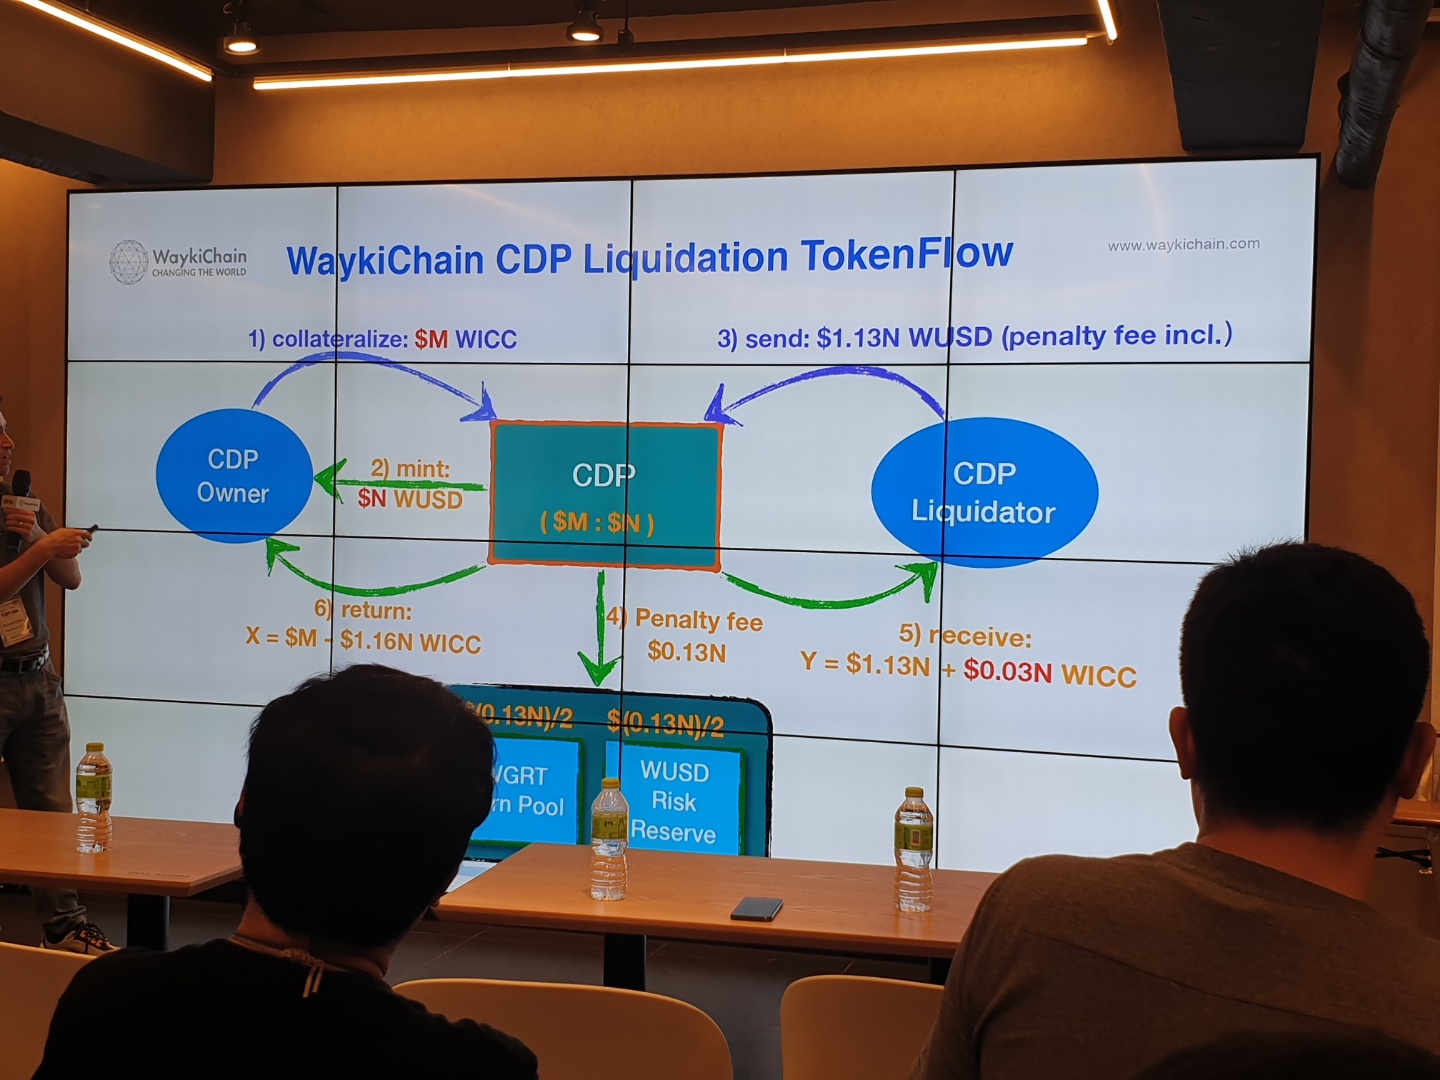 WaykiChain
CHANGING THE WORLD
WaykiChain CDP Liquidation TokenFlow
www.waykichain.com
1) collateralize: $M WICC
3) send: $1.13N WUSD (penalty fee incl.)
CDP
Owner
2) mint:
$N WUSD
CDP
( $M : $N )
CDP
Liquidator
6) return:
X = $M - $1.16N WICC
4) Penalty fee
$0.13N
5) receive:
Y = $1.13N + $0.03N WICC
$(0.13N)/2
$(0.13N)/2
Pool
WUSD
Risk
Reserve